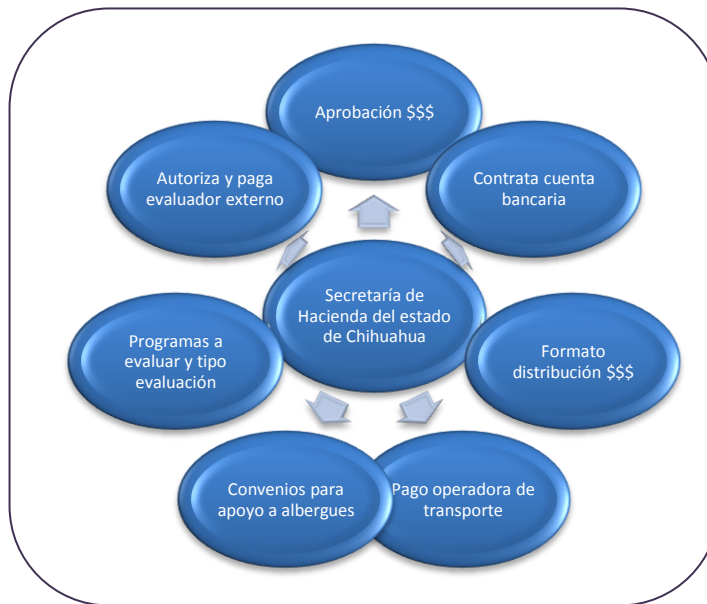 Aprobación $$$
Autoriza y paga
evaluador externo
Contrata cuenta
bancaria
Secretaría de
Hacienda del estado
de Chihuahua
Programas a
evaluar y tipo
evaluación
Formato
distribución $$$
Convenios para
apoyo a albergues
Pago operadora de
transporte